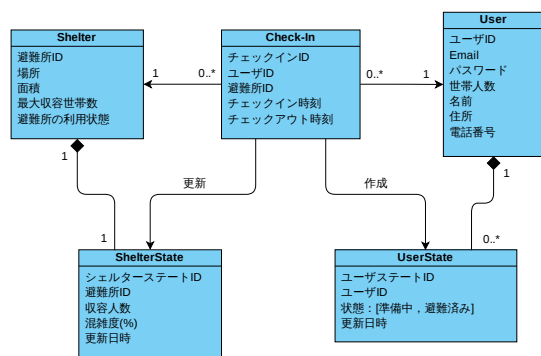 Shelter
避難所ID
場所
面積
最大収容世帯数
避難所の利用状態
1
0..*
Check-In
チェックインID
ユーザID
避難所ID
チェックイン時刻
チェックアウト時刻
0..*
1
User
ユーザID
Email
パスワード
世帯人数
名前
住所
電話番号
1
1
更新
作成
1
0..*
ShelterState
シェルターステートID
避難所ID
収容人数
混雑度(%)
更新日時
UserState
ユーザステートID
ユーザID
状態：[準備中，避難済み]
更新日時